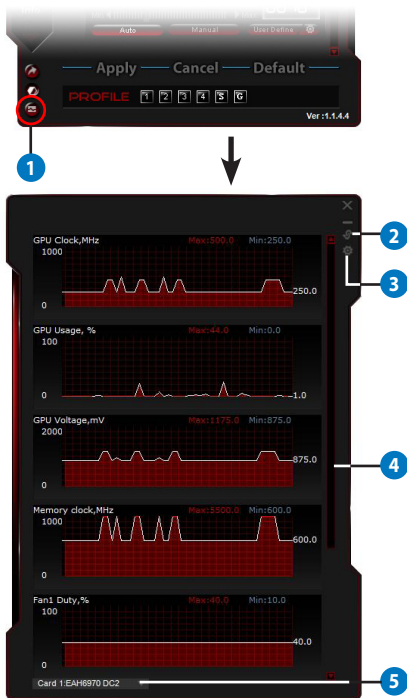 Auto Manual User Define
Apply Cancel Default
PROFILE 1 2 3 4 S G
Ver :1.1.4.4
1
2
3
4
5
GPU Clock,MHz Max:500.0 Min:250.0
1000
250.0
0
GPU Usage, % Max:44.0 Min:0.0
100
0
1.0
GPU Voltage,mV Max:1175.0 Min:875.0
2000
875.0
0
Memory clock,MHz Max:5500.0 Min:600.0
1000
600.0
0
Fan1 Duty,% Max:40.0 Min:10.0
100
40.0
0
Card 1:EAH6970 DC2